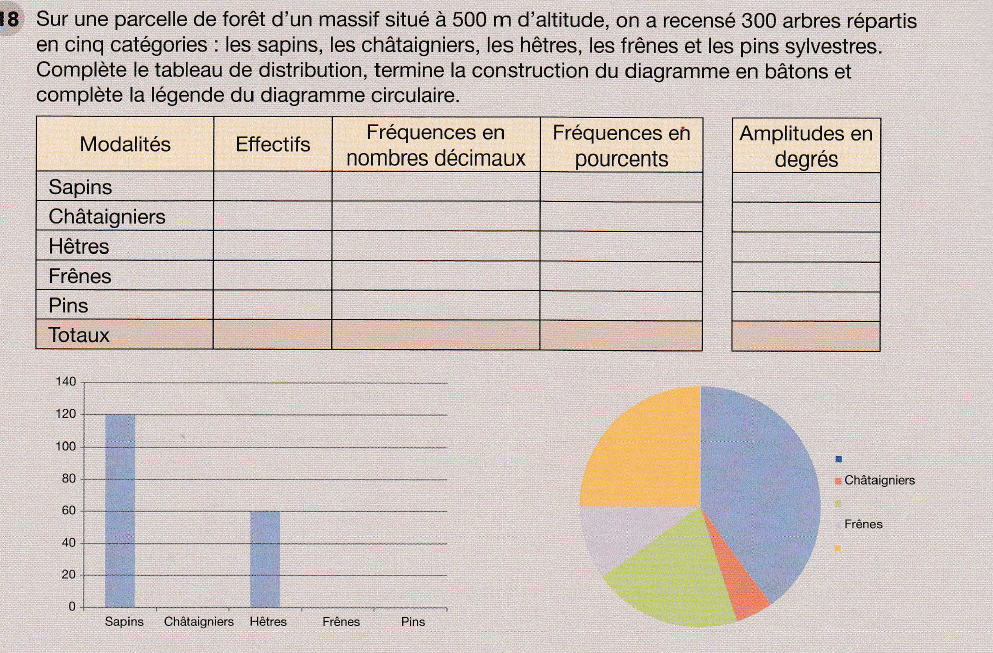 18 Sur une parcelle de forêt d'un massif situé à 500 m d'altitude, on a recensé 300 arbres répartis
en cinq catégories : les sapins, les châtaigniers, les hêtres, les frênes et les pins sylvestres.
Complète le tableau de distribution, termine la construction du diagramme en bâtons et
complète la légende du diagramme circulaire.
Modalités Effectifs Fréquences en nombres décimaux Fréquences en pourcents Amplitudes en degrés
Sapins
Châtaigniers
Hêtres
Frênes
Pins
Totaux
140
120
100
80
60
40
20
0
Sapins Châtaigniers Hêtres Frênes Pins
Châtaigniers
Frênes